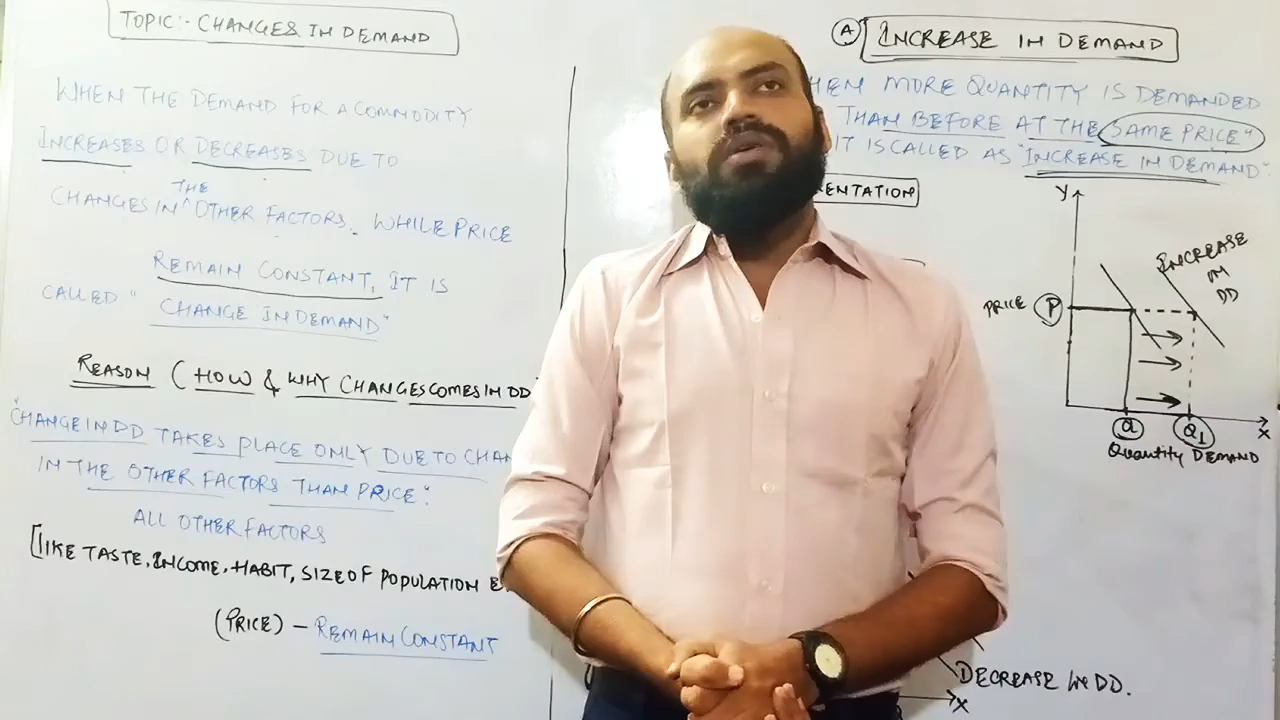 TOPIC:- CHANGES IN DEMAND
WHEN THE DEMAND FOR A COMMODITY
INCREASES OR DECREASES DUE TO
CHANGES IN THE OTHER FACTORS. WHILE PRICE
REMAIN CONSTANT, IT IS
CALLED " CHANGE IN DEMAND"
REASON (HOW & WHY CHANGES COMES IN DD
"CHANGE IN DD TAKES PLACE ONLY DUE TO CHAN
IN THE OTHER FACTORS THAN PRICE".
ALL OTHER FACTORS
[LIKE TASTE, INCOME, HABIT, SIZE OF POPULATION E
(PRICE) - REMAIN CONSTANT
A INCREASE IN DEMAND
HEN MORE QUANTITY IS DEMANDED
THAN BEFORE AT THE SAME PRICE"
IT IS CALLED AS "INCREASE IN DEMAND".
ENTATION
Y
INCREASE
IN
DD
PRICE P
Q Q1 X
Quantity DEMAND
DECREASE IN DD.
X